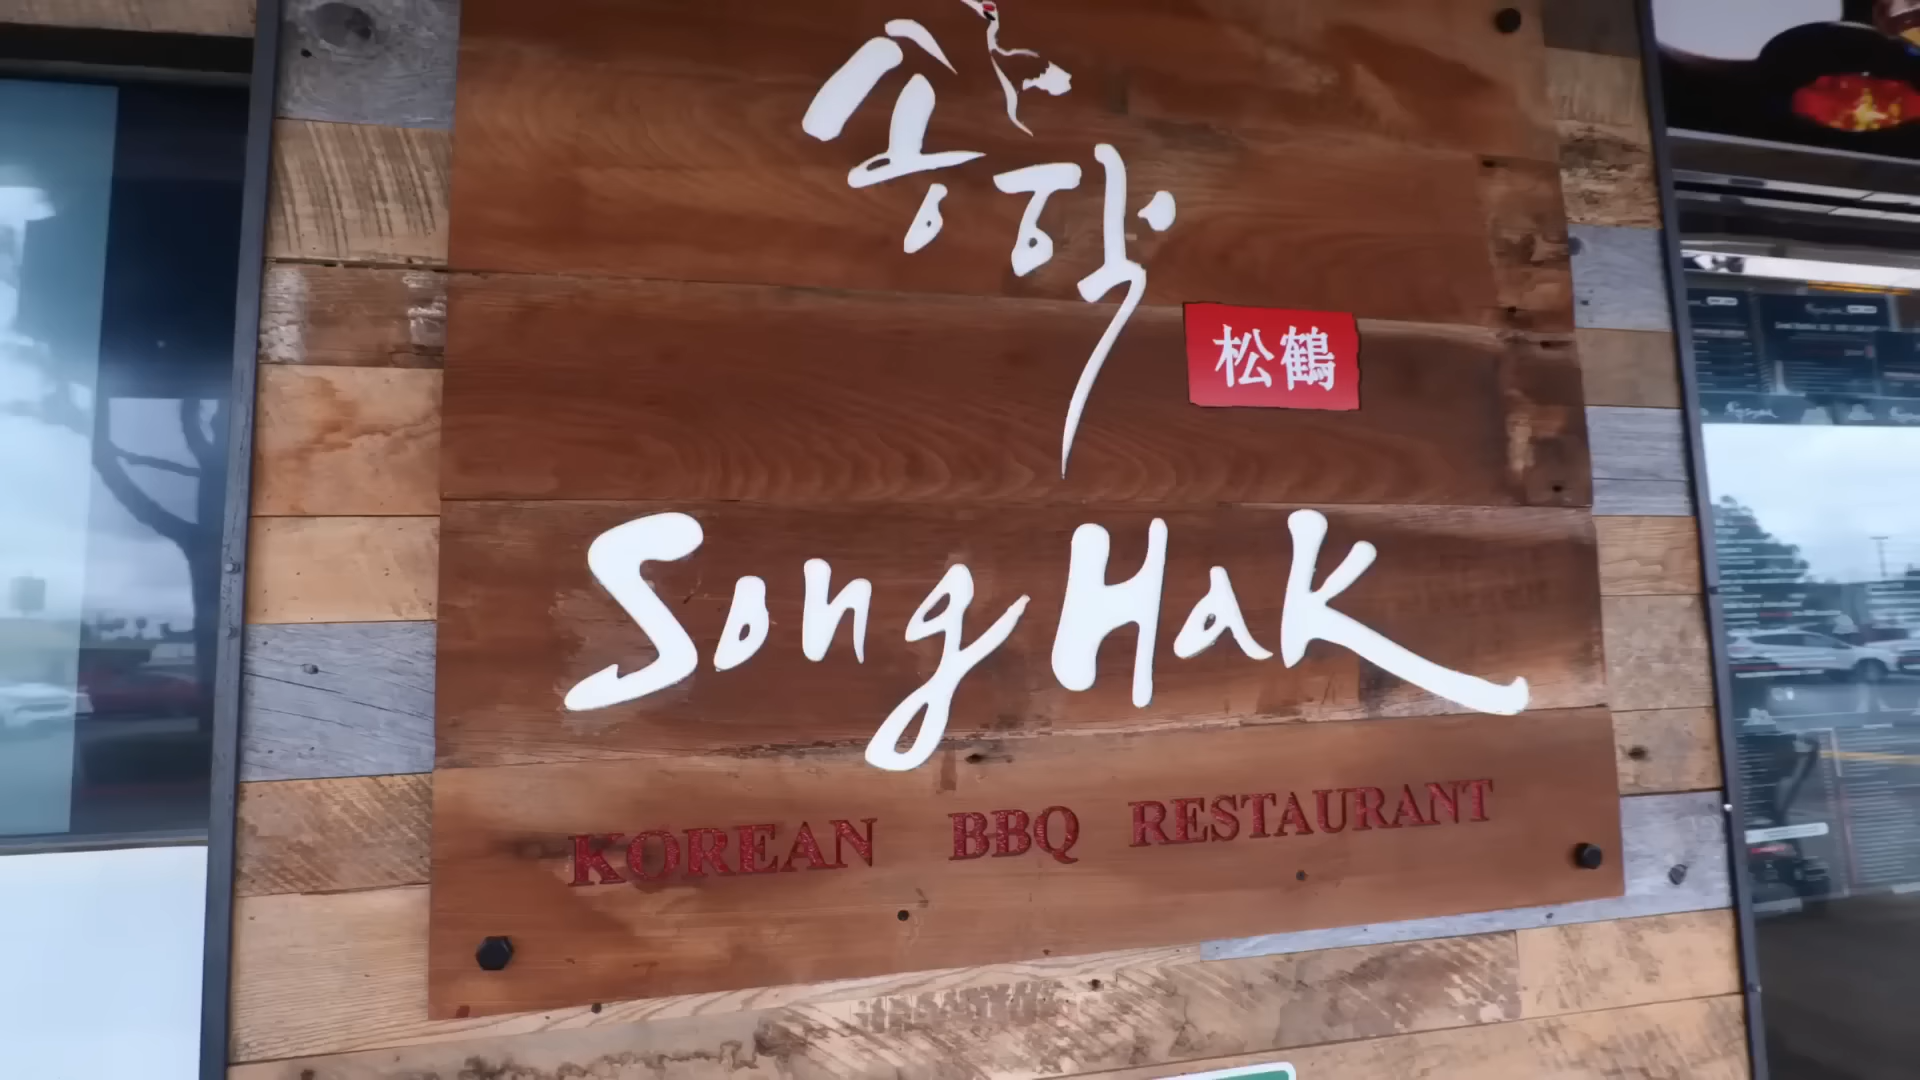 송학
松鶴
Song Hak
KOREAN BBQ RESTAURANT